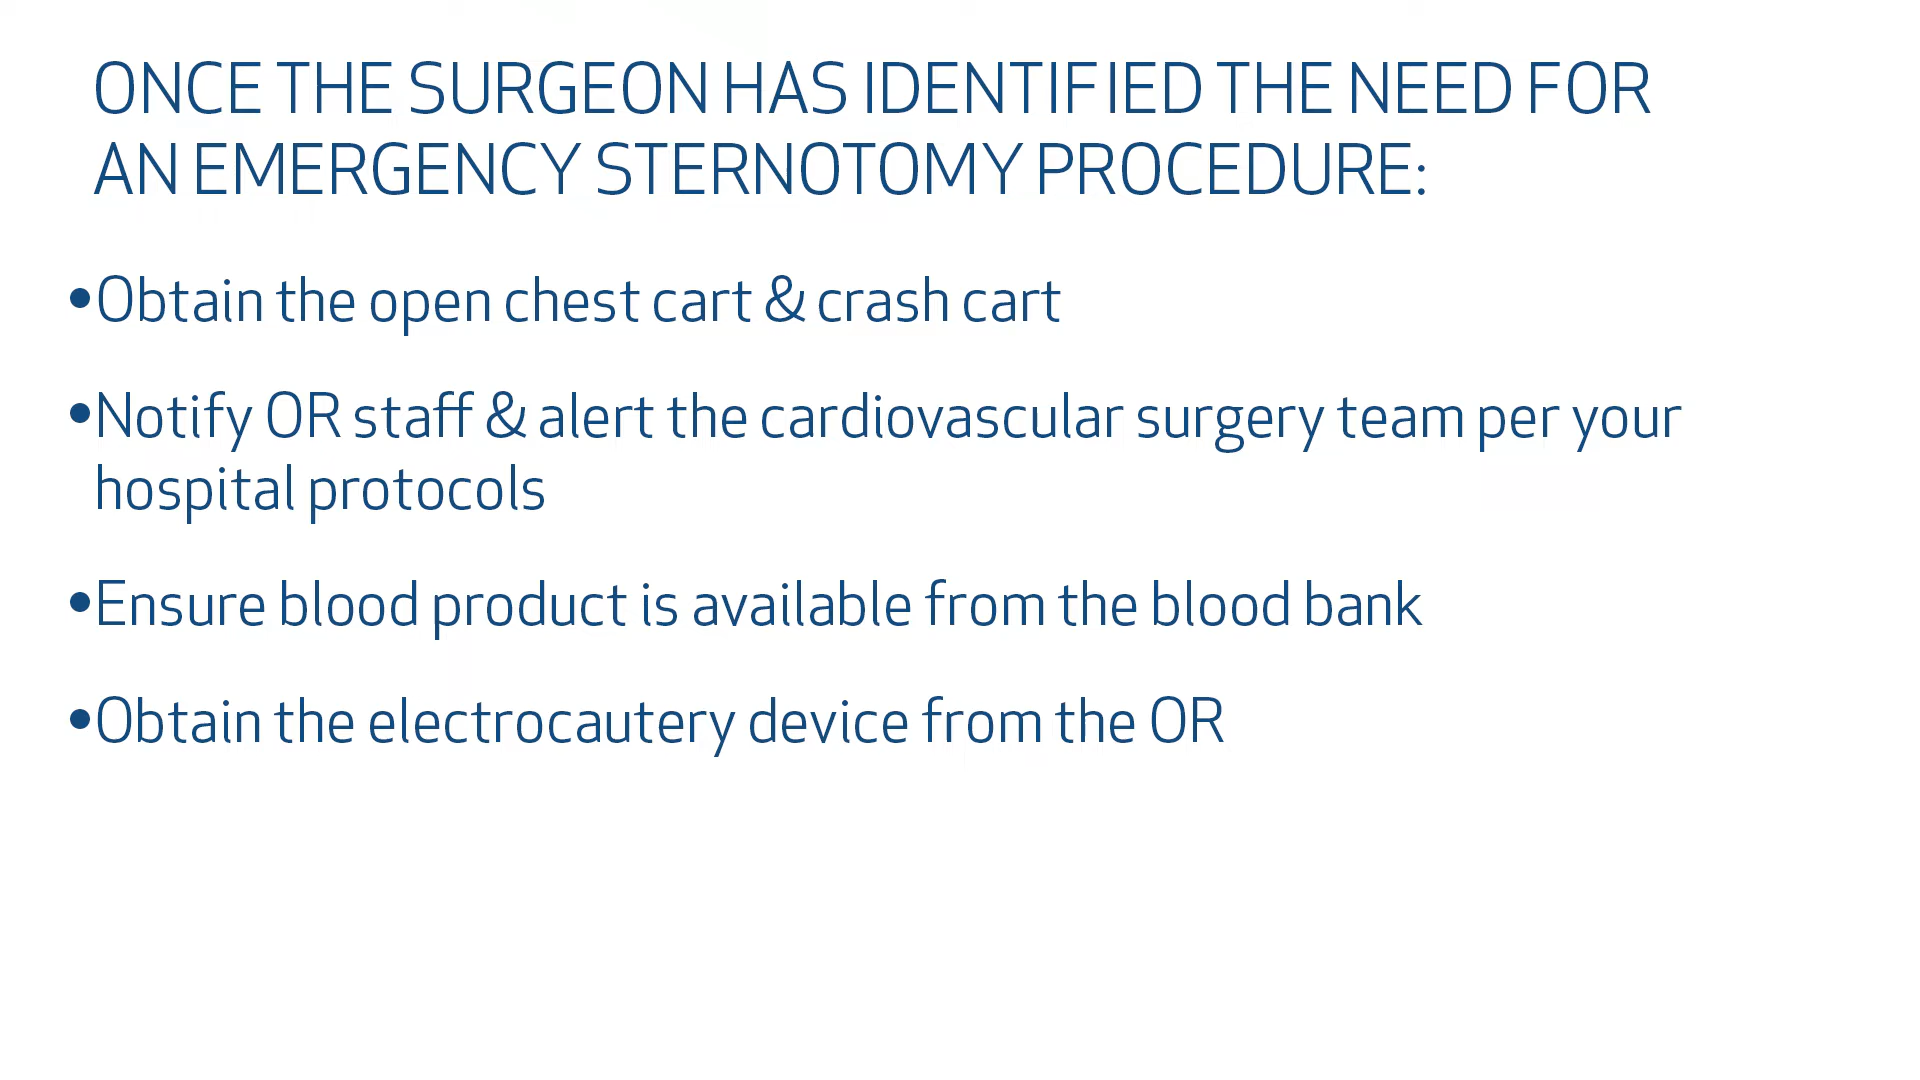 ONCE THE SURGEON HAS IDENTIFIED THE NEED FOR
AN EMERGENCY STERNOTOMY PROCEDURE:
•Obtain the open chest cart & crash cart
•Notify OR staff & alert the cardiovascular surgery team per your
hospital protocols
•Ensure blood product is available from the blood bank
•Obtain the electrocautery device from the OR